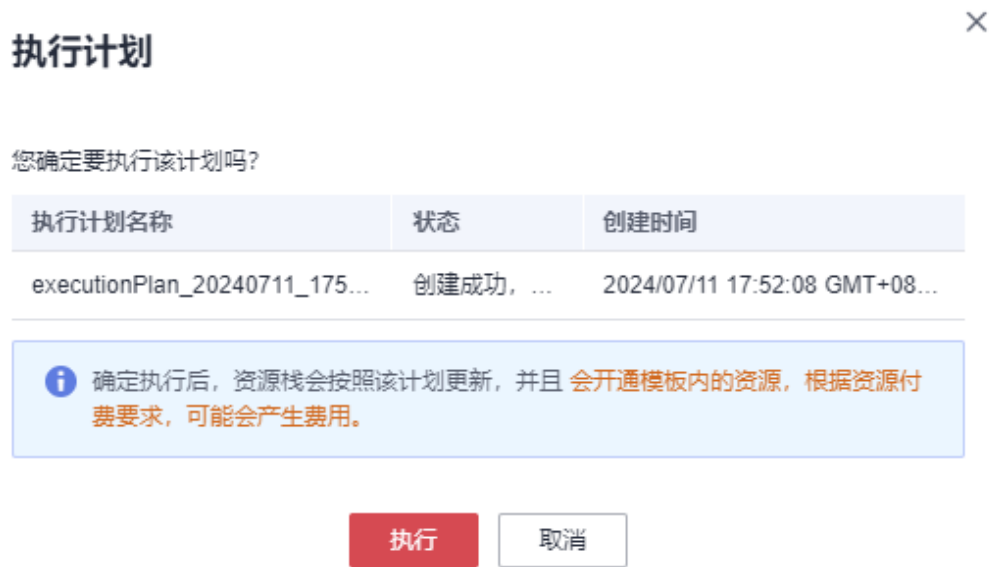 执行计划
您确定要执行该计划吗?
执行计划名称 状态 创建时间
executionPlan_20240711_175... 创建成功，... 2024/07/11 17:52:08 GMT+08...
确定执行后，资源栈会按照该计划更新，并且 会开通模板内的资源，根据资源付
费要求，可能会产生费用。
执行 取消